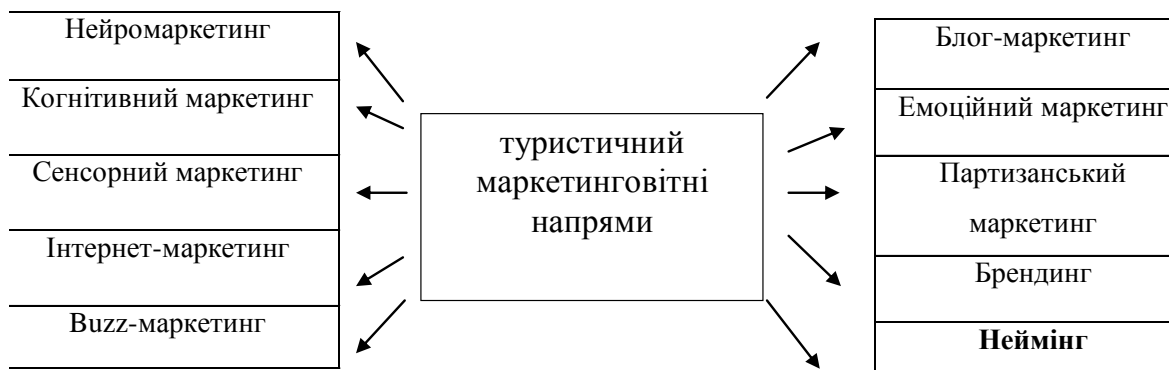 Нейромаркетинг
Когнітивний маркетинг
Сенсорний маркетинг
Інтернет-маркетинг
Buzz-маркетинг
туристичний
маркетинговітні
напрями
Блог-маркетинг
Емоційний маркетинг
Партизанський
маркетинг
Брендинг
Неймінг